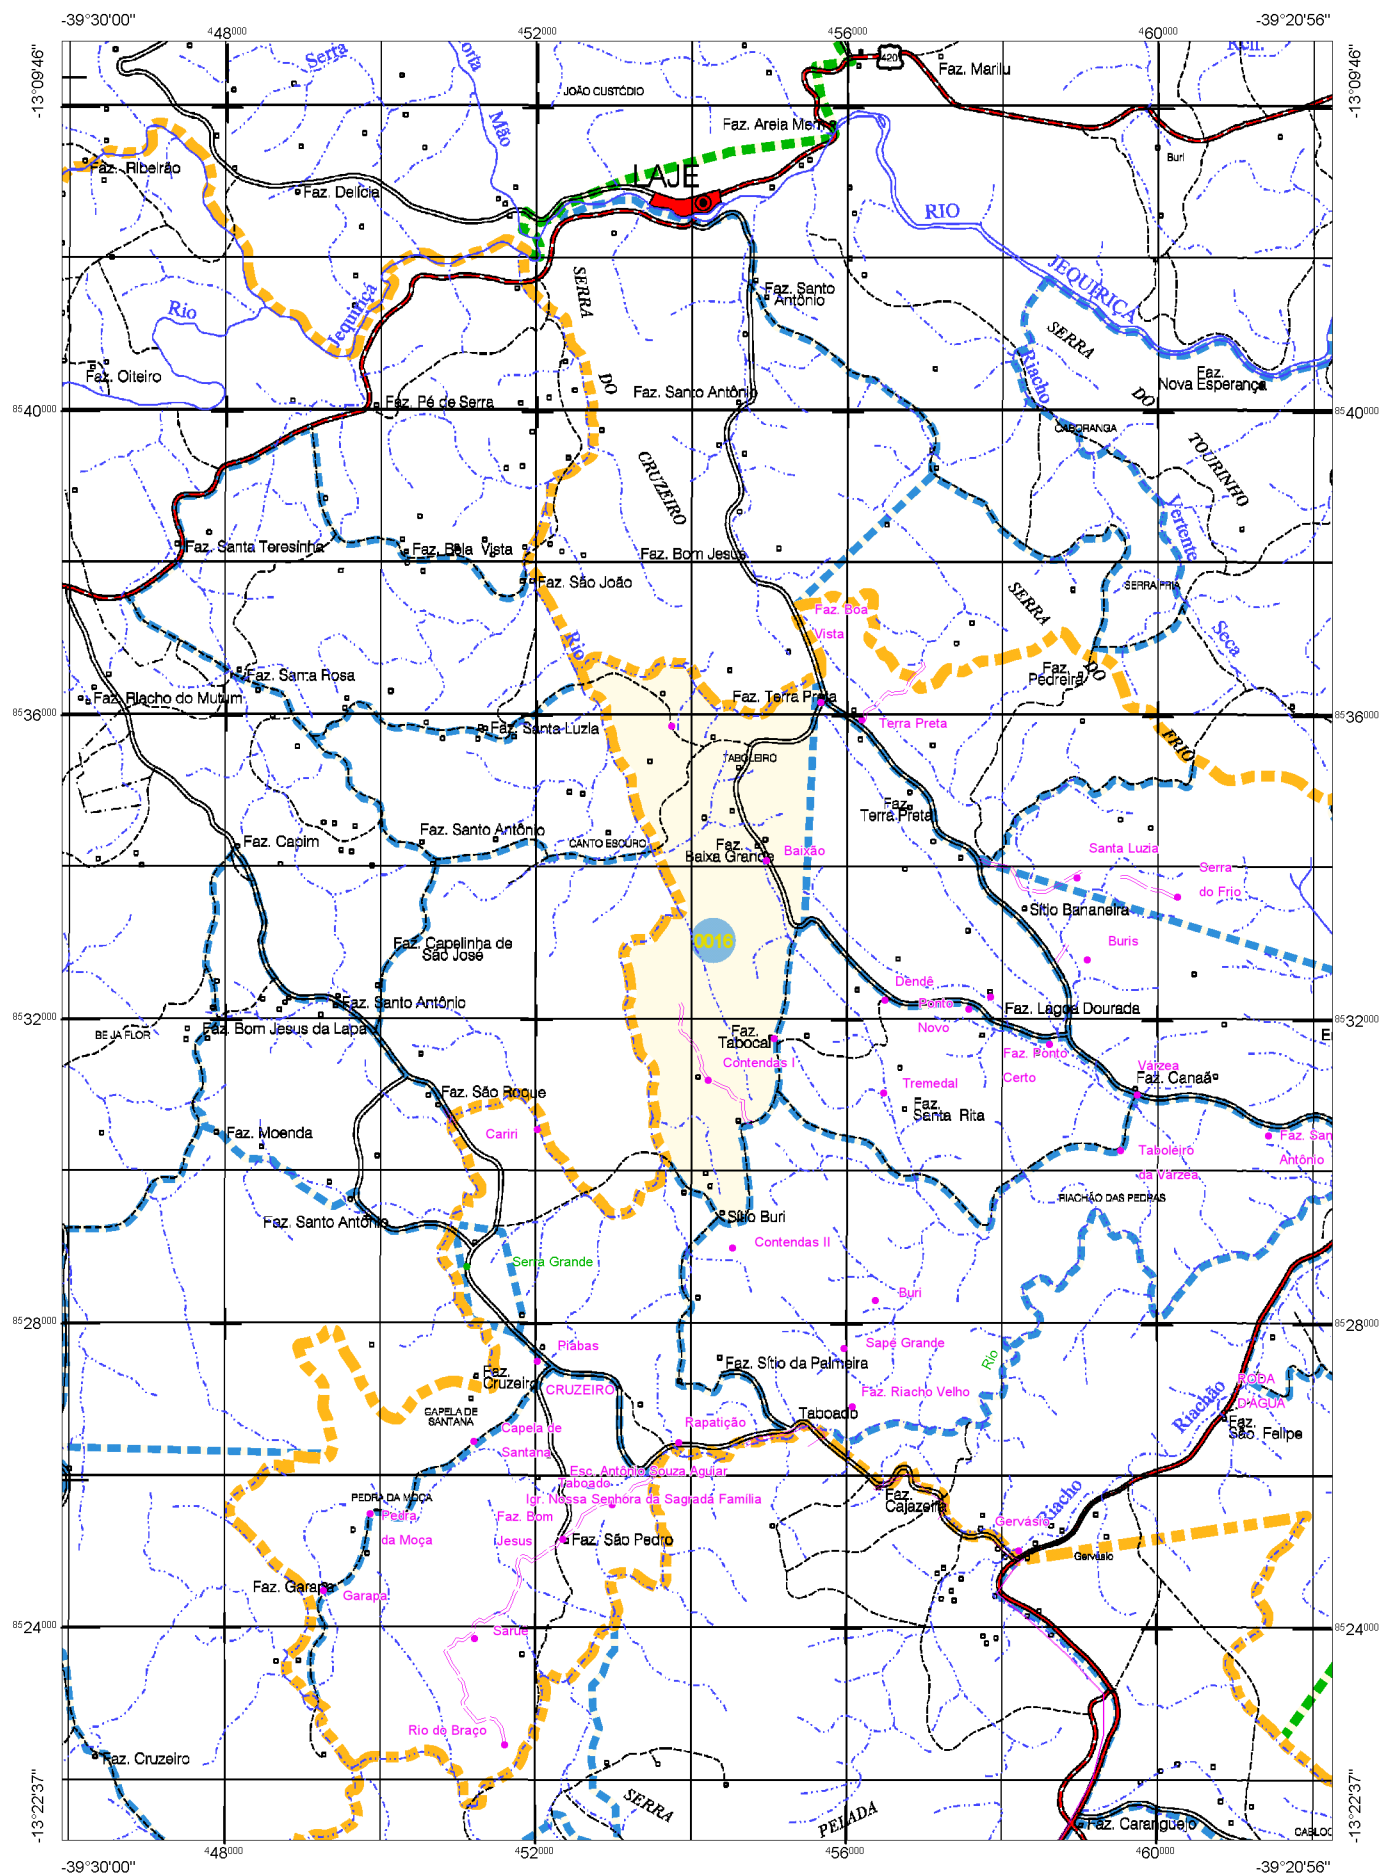 -39°30'00"
-39°20'56"
448000
452000
456000
460000
-13°09'46"
-13°09'46"
Serra
orta
Mão
JOÃO CUSTÓDIO
420
Faz. Marilu
Faz. Areia
Buri
Faz. Ribeirão
Faz. Delicie
LAJE
RIO
JEQUIRIÇA
SERRA
Faz. Santo
Antônio
Rio
Jequiriça
SERRA
Riacho
Faz. Oiteiro
DO
Faz.
Nova Esperança
Faz. Pé de Serra
Faz. Santo Antônio
DO
8540000
8540000
CABORANGA
TOURINHO
CRUZEIRO
Vertente
Faz. Santa Teresinha
Faz. Bela Vista
Faz. Bom Jesus
Faz. São João
SERRA FRIA
SERRA
Faz. Boa
Vista
Rio
Seca
Faz. Santa Rosa
Faz.
Pedreira
DO
Faz. Riacho do Mutum
Faz. Terra Preta
8536000
8536000
Terra Preta
Faz. Santa Luzia
FRIO
TABOLEIRO
Faz.
Terra Preta
Faz. Capim
Faz. Santo Antônio
CANTO ESCURO
Faz.
Baixa Grande
Baixão
Santa Luzia
Serra
do Frio
Sítio Bananeira
0016
Buris
Faz. Capelinha de
São José
Dendê
Faz. Santo Antônio
Ponto
Novo
Faz. Lagoa Dourada
8532000
8532000
BEIJA FLOR
Faz. Bom Jesus da Lapa
Faz.
Tabocal
Faz. Ponto
Certo
Contendas I
Várzea
Faz. Canaã
Tremedal
Faz. São Roque
Faz.
Santa Rita
Faz. Moenda
Cariri
Faz. San
Antônio
Taboleiro
da Várzea
RIACHÃO DAS PEDRAS
Faz. Santo Antônio
Sítio Buri
Contendas II
Serra Grande
Buri
8528000
8528000
Piabas
Sapé Grande
Rio
Faz. Sítio da Palmeira
Faz.
Cruzeiro
CRUZEIRO
Faz. Riacho Velho
RODA
D'ÁGUA
Riachão
CAPELA DE
SANTANA
Taboado
Rapatição
Faz.
São. Felipe
Capela de
Santana
Esc. Antônio Souza Aguiar
Taboado
Igr. Nossa Senhora da Sagrada Família
PEDRA DA MOÇA
Faz.
Cajazeira
Riacho
Pedra
da Moça
Faz. Bom
Jesus
Gervásio
Faz. São Pedro
Gervásio
Faz. Garapa
Garapa
8524000
8524000
Sarue
Rio do Braço
Faz. Cruzeiro
SERRA
PELADA
Faz. Caranguejo
CABLOC
-13°22'37"
-13°22'37"
448000
452000
456000
460000
-39°30'00"
-39°20'56"